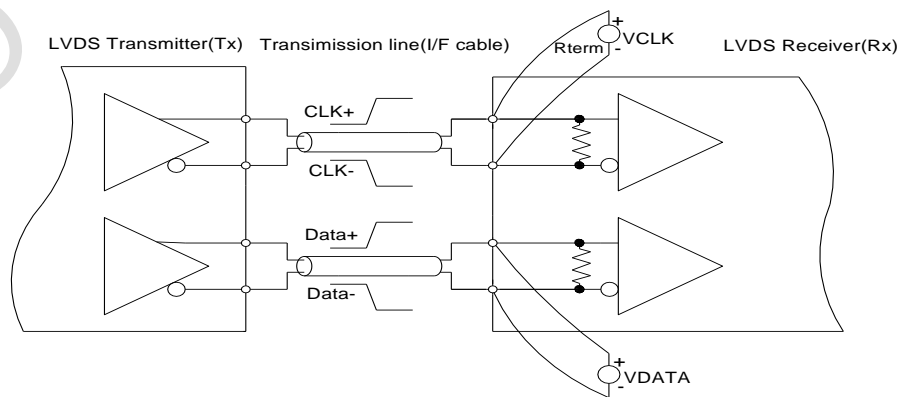 LVDS Transmitter(Tx) Transimission line(I/F cable) LVDS Receiver(Rx)
+
VCLK
-
Rterm
CLK+
CLK-
Data+
Data-
+
VDATA
-